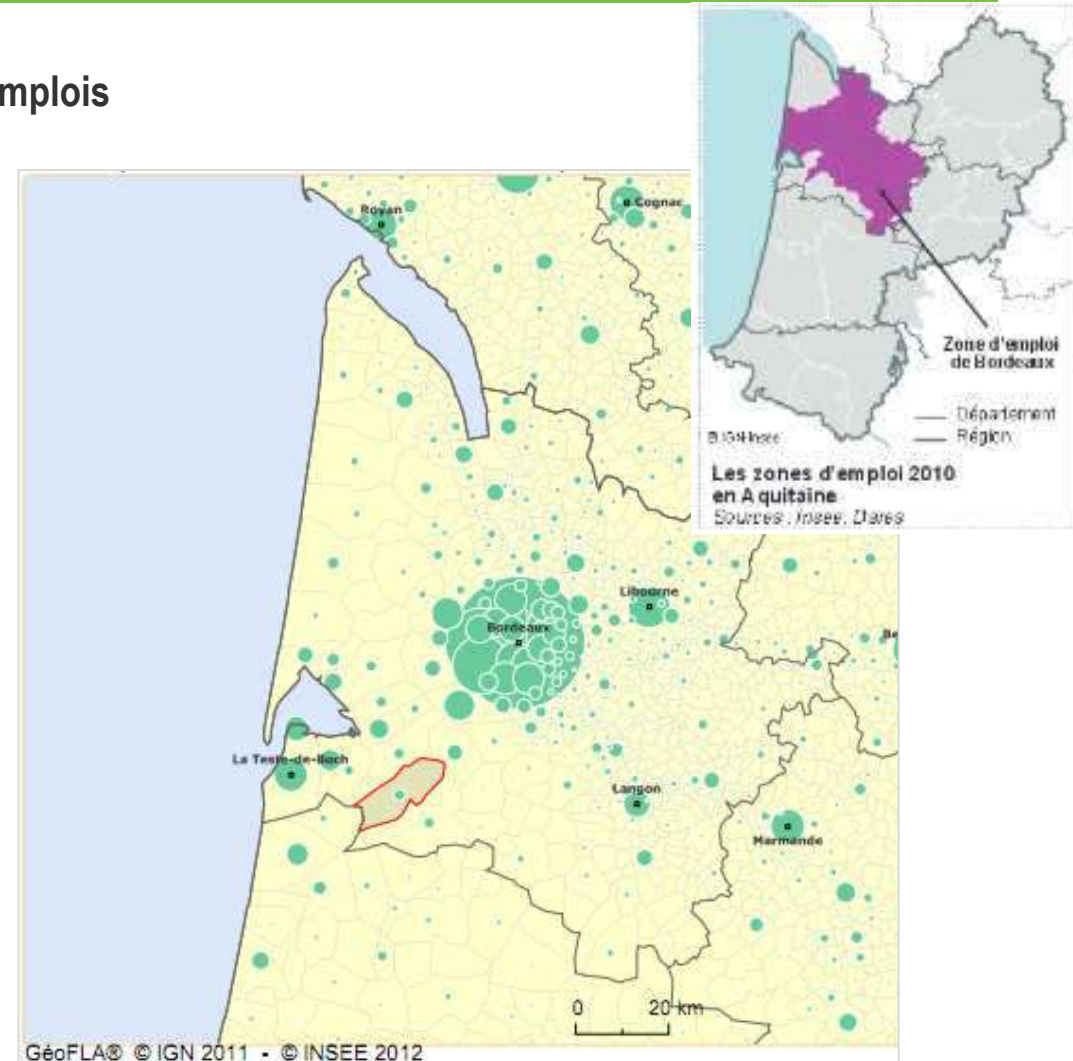 mplois
Royan
Cognac
Zone d'emploi
de Bordeaux
Département
Région
Les zones d'emploi 2010
en Aquitaine
Sources : Insee, Dares
Libourne
Bordeaux
Be
La Teste-de-Buch
Langon
Marmande
0 20 km
GéoFLA® © IGN 2011 - © INSEE 2012